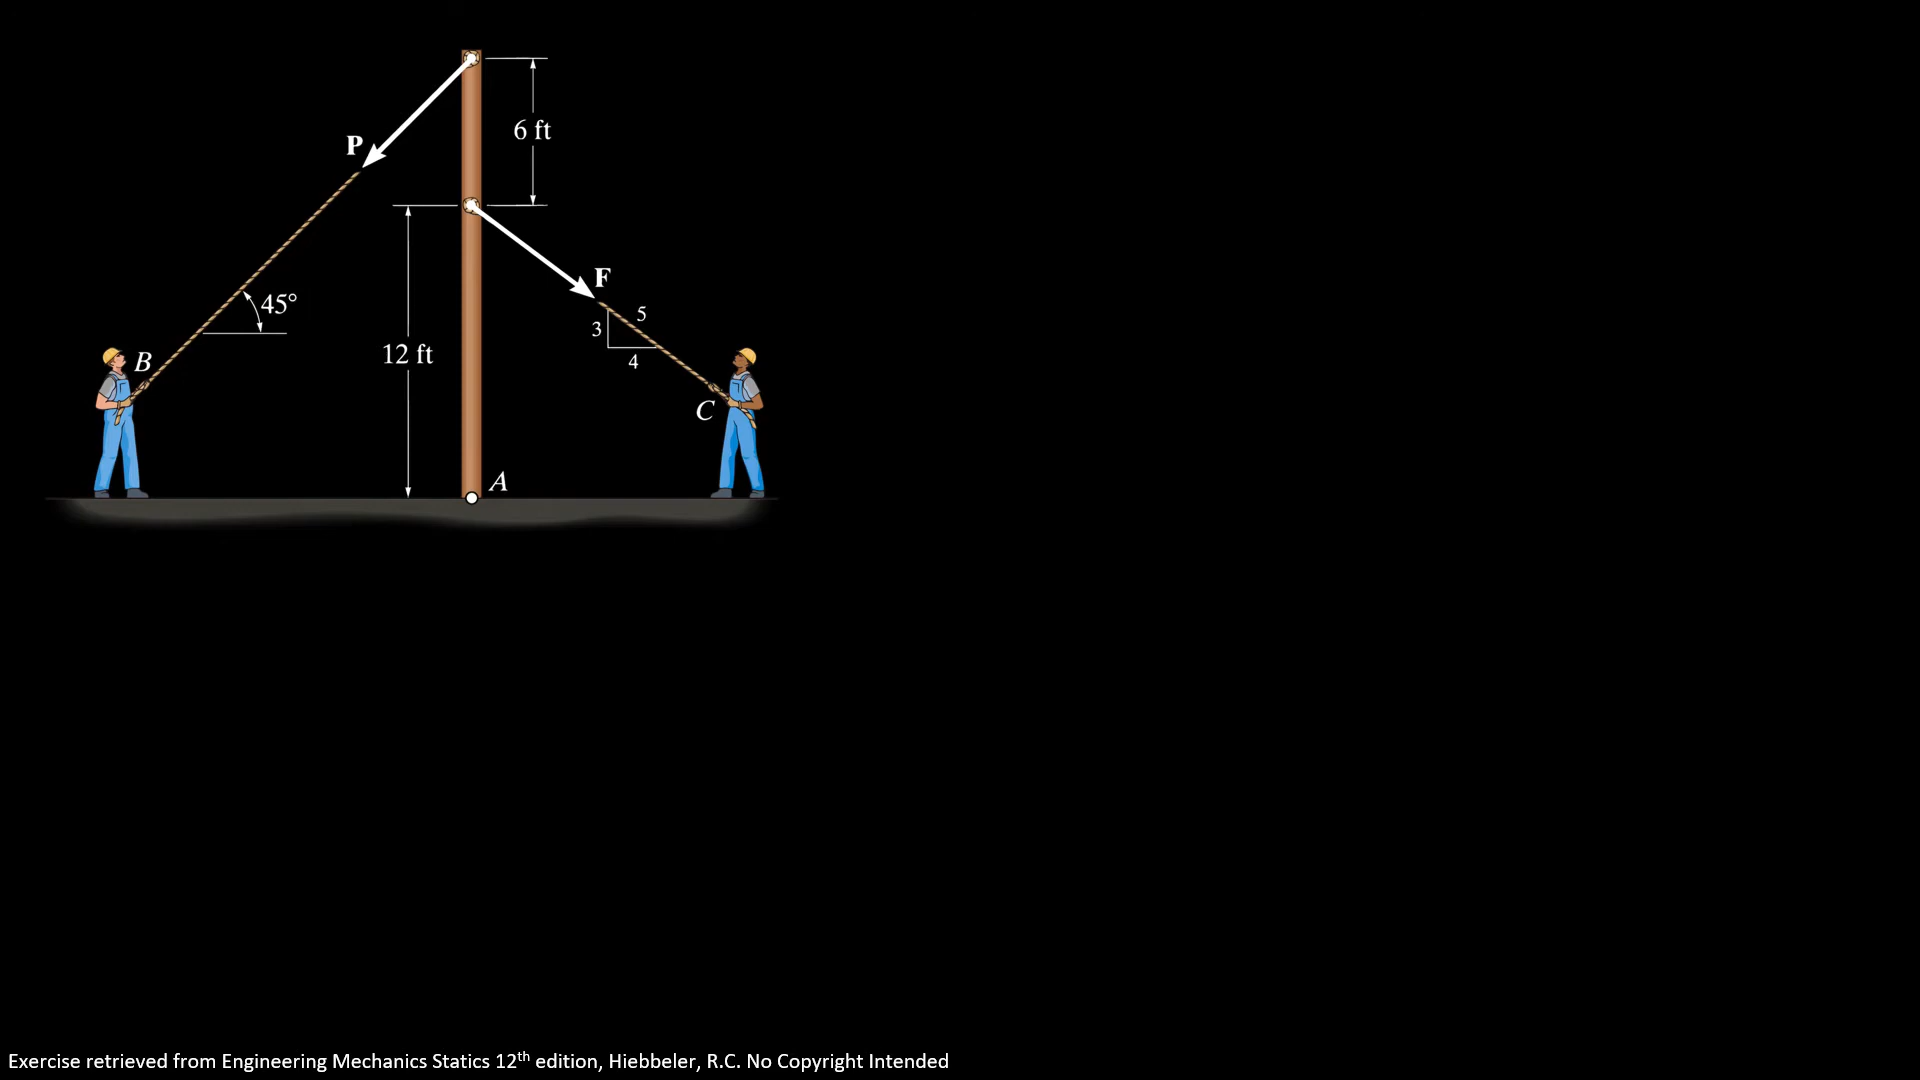 6 ft
P
F
45°
5
3
12 ft
4
B
C
A
Exercise retrieved from Engineering Mechanics Statics 12th edition, Hiebbeler, R.C. No Copyright Intended